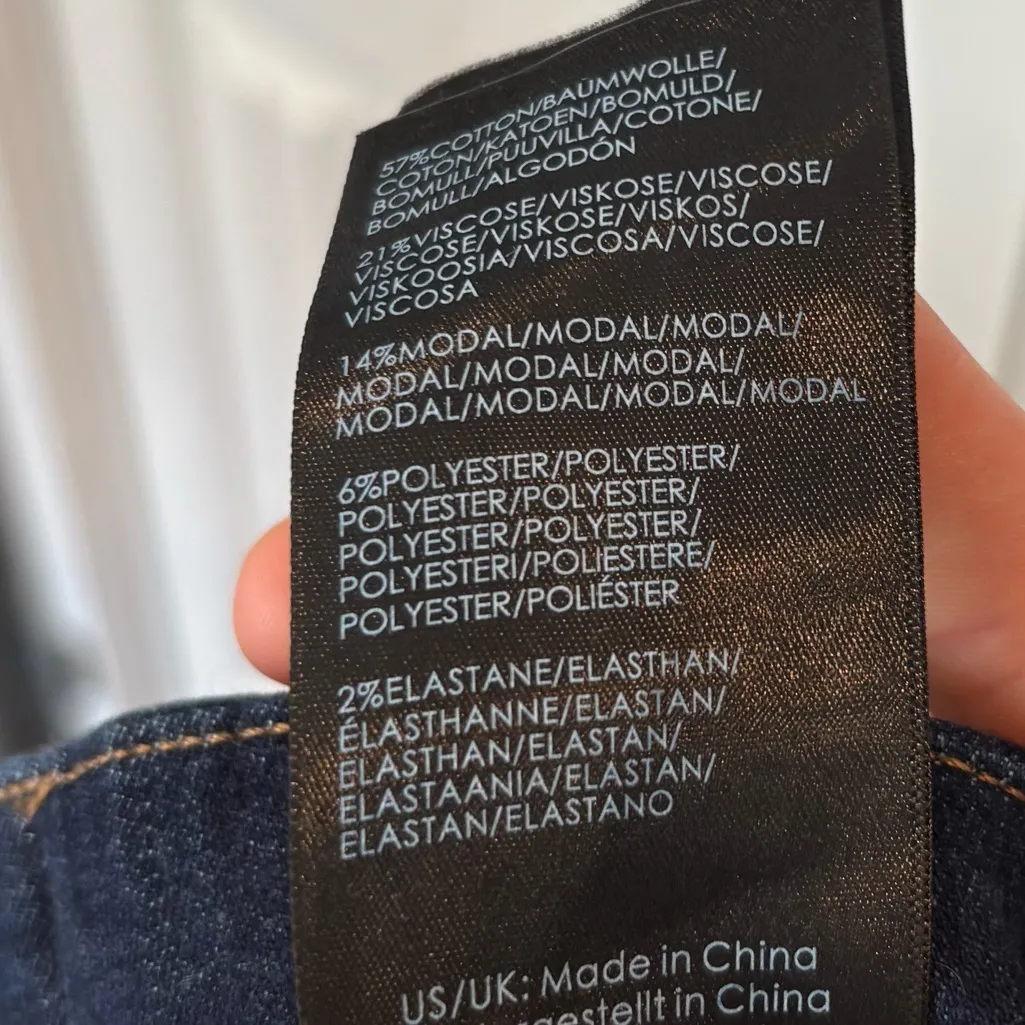 57%COTTON/BAUMWOLLE/
COTON/KATOEN/BOMULD/
BOMULL/PUUVILLA/COTONE/
BOMULL/ALGODÓN
21%VISCOSE/VISKOSE/VISCOSE/
VISCOSE/VISKOSE/VISKOS/
VISKOOSIA/VISCOSA/VISCOSE/
VISCOSA
14%MODAL/MODAL/MODAL/
MODAL/MODAL/MODAL/
MODAL/MODAL/MODAL/MODAL
6%POLYESTER/POLYESTER/
POLYESTER/POLYESTER/
POLYESTER/POLYESTER/
POLYESTERI/POLIESTERE/
POLYESTER/POLIÉSTER
2%ELASTANE/ELASTHAN/
ÉLASTHANNE/ELASTAN/
ELASTHAN/ELASTAN/
ELASTAANIA/ELASTAN/
ELASTAN/ELASTANO
US/UK: Made in China
in China